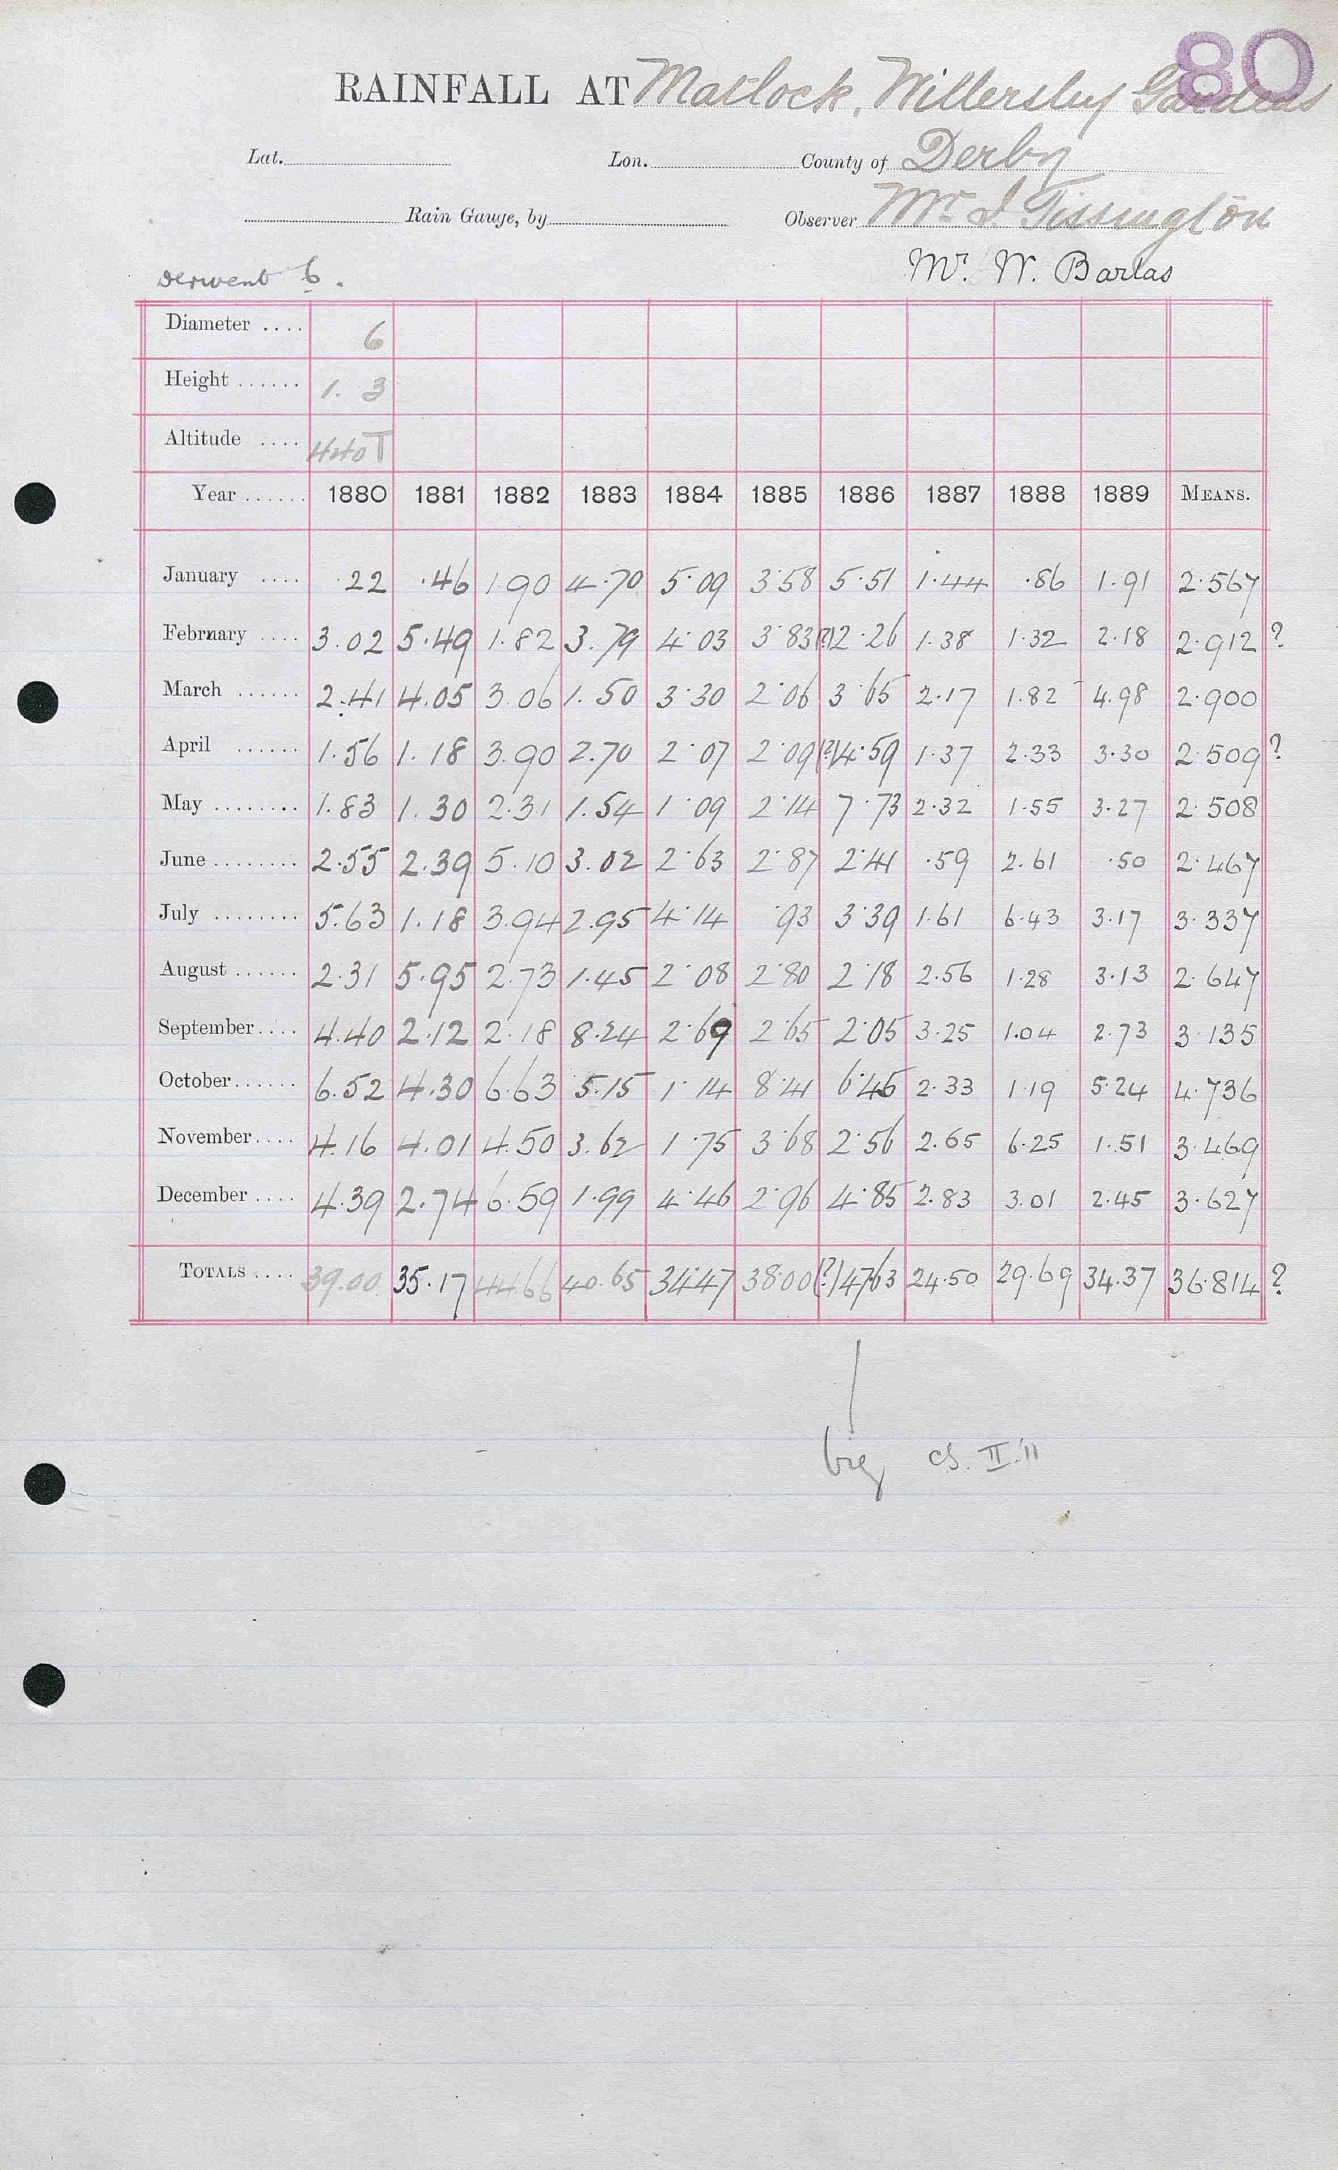 80
RAINFALL AT Matlock, Willersley Gardens
Lat. Lon. County of Derby
Rain Gauge, by Observer Mr. J Tissington
Mr. W. Barlas
Derwent 6.
Diameter .... 6
Height ...... 1. 3
Altitude .... 440 T
Year ...... 1880 1881 1882 1883 1884 1885 1886 1887 1888 1889 MEANS.
January .... .22 .46 1.90 4.70 5.09 3.58 5.51 1.44 .86 1.91 2.567
February .... 3.02 5.49 1.82 3.79 4.03 3.83 (?)2.26 1.38 1.32 2.18 2.912 ?
March ...... 2.41 4.05 3.06 1.50 3.30 2.06 3.65 2.17 1.82 4.98 2.900
April ...... 1.56 1.18 3.90 2.70 2.07 2.09 (?)4.59 1.37 2.33 3.30 2.509 ?
May ........ 1.83 1.30 2.31 1.54 1.09 2.14 7.73 2.32 1.55 3.27 2.508
June ........ 2.55 2.39 5.10 3.02 2.63 2.87 2.41 .59 2.61 .50 2.467
July ........ 5.63 1.18 3.94 2.95 4.14 .93 3.39 1.61 6.43 3.17 3.337
August ...... 2.31 5.95 2.73 1.45 2.08 2.80 2.18 2.56 1.28 3.13 2.647
September .... 4.40 2.12 2.18 8.24 2.69 2.65 2.05 3.25 1.04 2.73 3.135
October ...... 6.52 4.30 6.63 5.15 1.14 8.41 6.45 2.33 1.19 5.24 4.736
November .... 4.16 4.01 4.50 3.62 1.75 3.68 2.56 2.65 6.25 1.51 3.469
December .... 4.39 2.74 6.59 1.99 4.46 2.96 4.85 2.83 3.01 2.45 3.627
TOTALS .... 39.00 35.17 44.66 40.65 34.47 38.00 (?)47.63 24.50 29.69 34.37 36.814 ?
big cs. II.'11